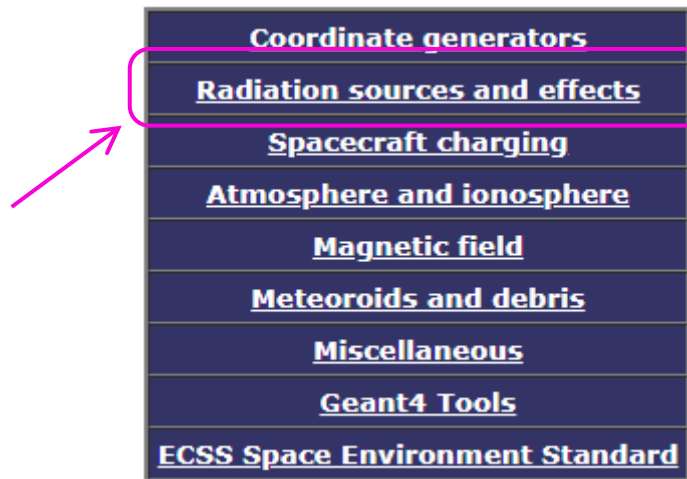 Coordinate generators
Radiation sources and effects
Spacecraft charging
Atmosphere and ionosphere
Magnetic field
Meteoroids and debris
Miscellaneous
Geant4 Tools
ECSS Space Environment Standard